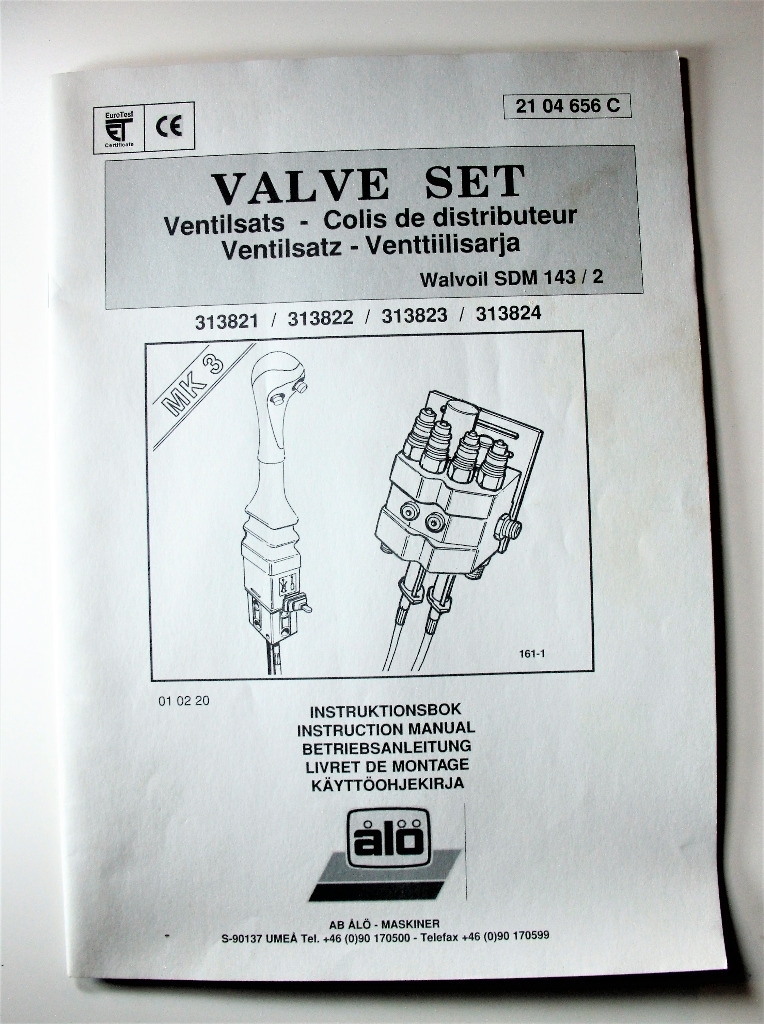 EuroTest
ET
Certificate
CE
21 04 656 C
VALVE SET
Ventilsats - Colis de distributeur
Ventilsatz - Venttiilisarja
Walvoil SDM 143 / 2
313821 / 313822 / 313823 / 313824
MK 3
161-1
01 02 20
INSTRUKTIONSBOK
INSTRUCTION MANUAL
BETRIEBSANLEITUNG
LIVRET DE MONTAGE
KÄYTTÖOHJEKIRJA
ålö
AB ÅLÖ - MASKINER
S-90137 UMEÅ Tel. +46 (0)90 170500 - Telefax +46 (0)90 170599